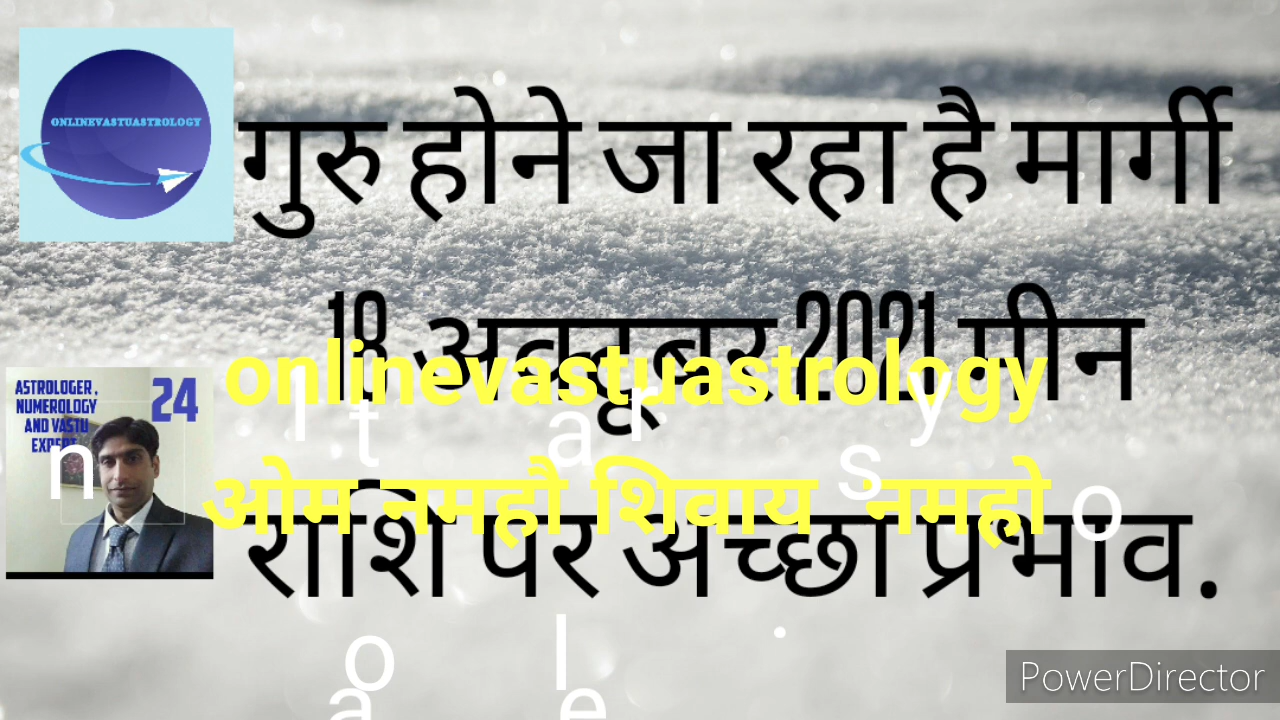 ONLINEVASTUASTROLOGY
गुरु होने जा रहा है मार्गी
18 अक्टूबर 2021 मीन
onlinevastuastrology
ASTROLOGER,
NUMEROLOGY
AND VASTU
EXPERT
24
ओम नमहौ शिवाय नमहो
राशि पर अच्छा प्रभाव.
l t a r y
n s o
o l .
a e
PowerDirector